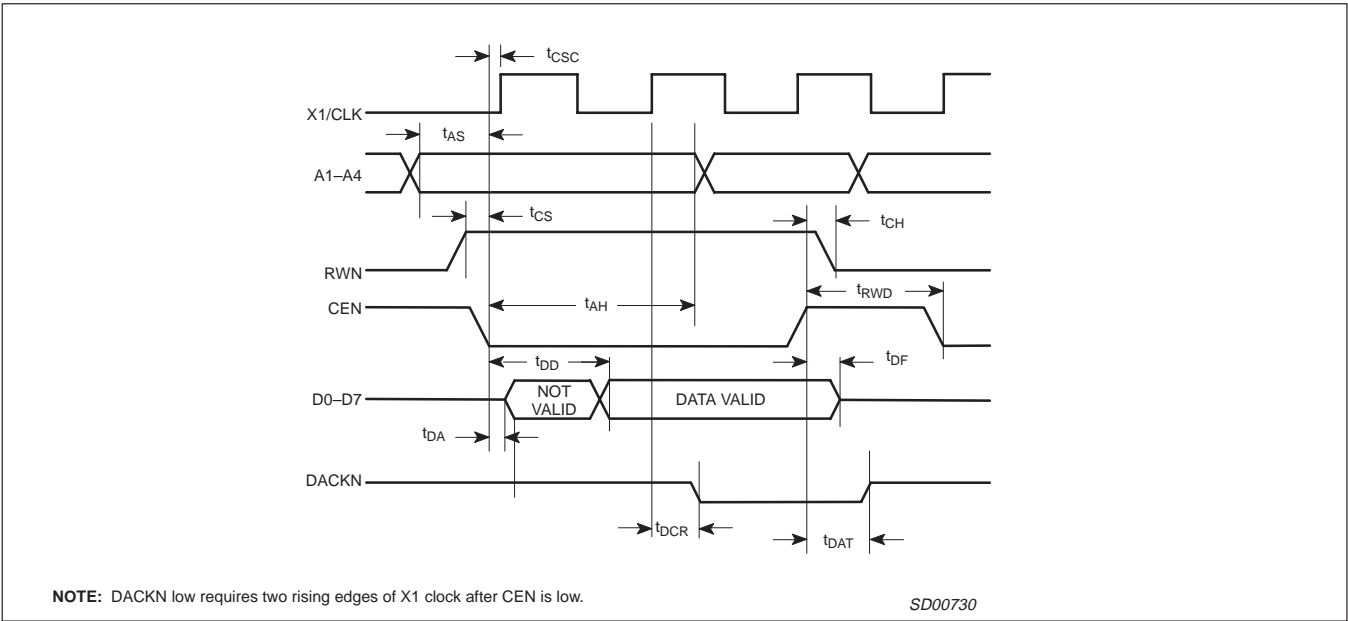 tCSC
X1/CLK
tAS
A1–A4
tCS
tCH
RWN
tRWD
CEN
tAH
tDD
tDF
D0–D7
NOT
VALID
DATA VALID
tDA
DACKN
tDCR
tDAT
NOTE: DACKN low requires two rising edges of X1 clock after CEN is low.
SD00730